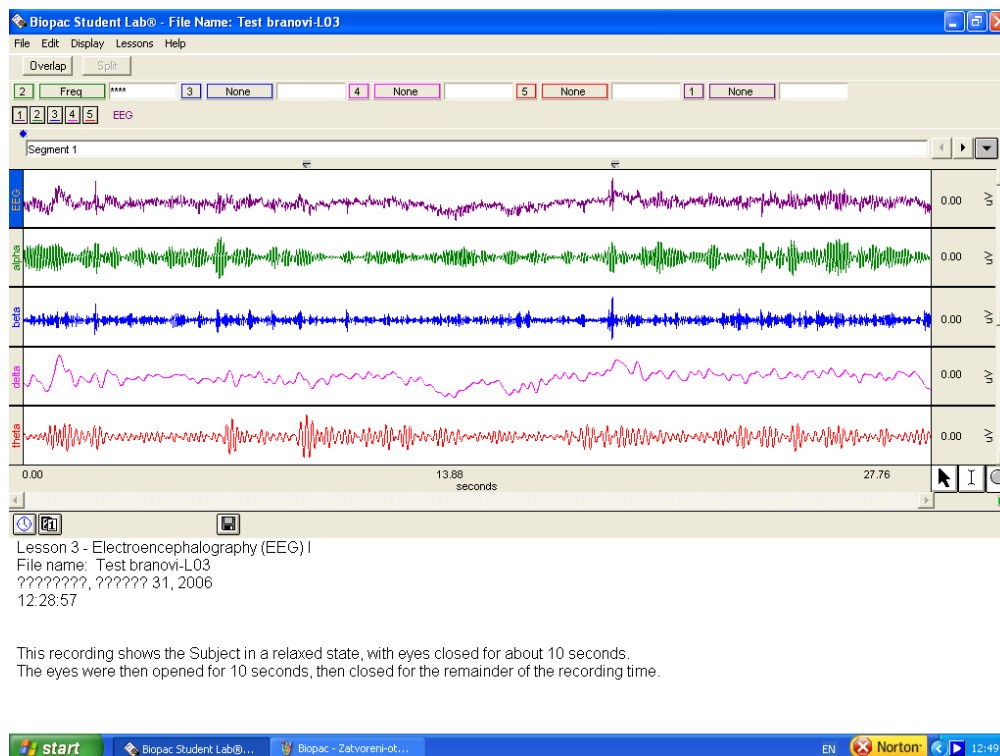 Biopac Student Lab® - File Name: Test branovi-L03
File Edit Display Lessons Help
Overlap Split
2 Freq **** 3 None 4 None 5 None 1 None
1 2 3 4 5 EEG
Segment 1
EEG 0.00 >5
alpha 0.00
beta 0.00
delta 0.00
theta 0.00
0.00 13.88 27.76
seconds
Lesson 3 - Electroencephalography (EEG) I
File name: Test branovi-L03
????????, ?????? 31, 2006
12:28:57
This recording shows the Subject in a relaxed state, with eyes closed for about 10 seconds.
The eyes were then opened for 10 seconds, then closed for the remainder of the recording time.
start Biopac Student Lab®... Biopac - Zatvoreni-ot... EN Norton 12:49